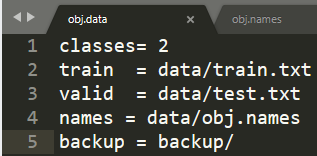 obj.data × obj.names
1 classes= 2
2 train  = data/train.txt
3 valid  = data/test.txt
4 names = data/obj.names
5 backup = backup/